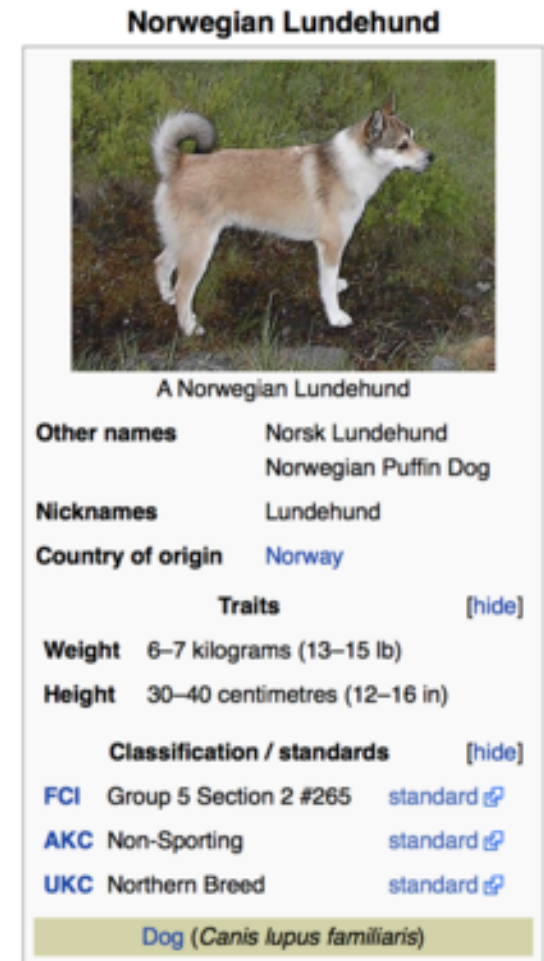 Norwegian Lundehund
A Norwegian Lundehund
Other names Norsk Lundehund
Norwegian Puffin Dog
Nicknames Lundehund
Country of origin Norway
Traits [hide]
Weight 6–7 kilograms (13–15 lb)
Height 30–40 centimetres (12–16 in)
Classification / standards [hide]
FCI Group 5 Section 2 #265 standard
AKC Non-Sporting standard
UKC Northern Breed standard
Dog (Canis lupus familiaris)